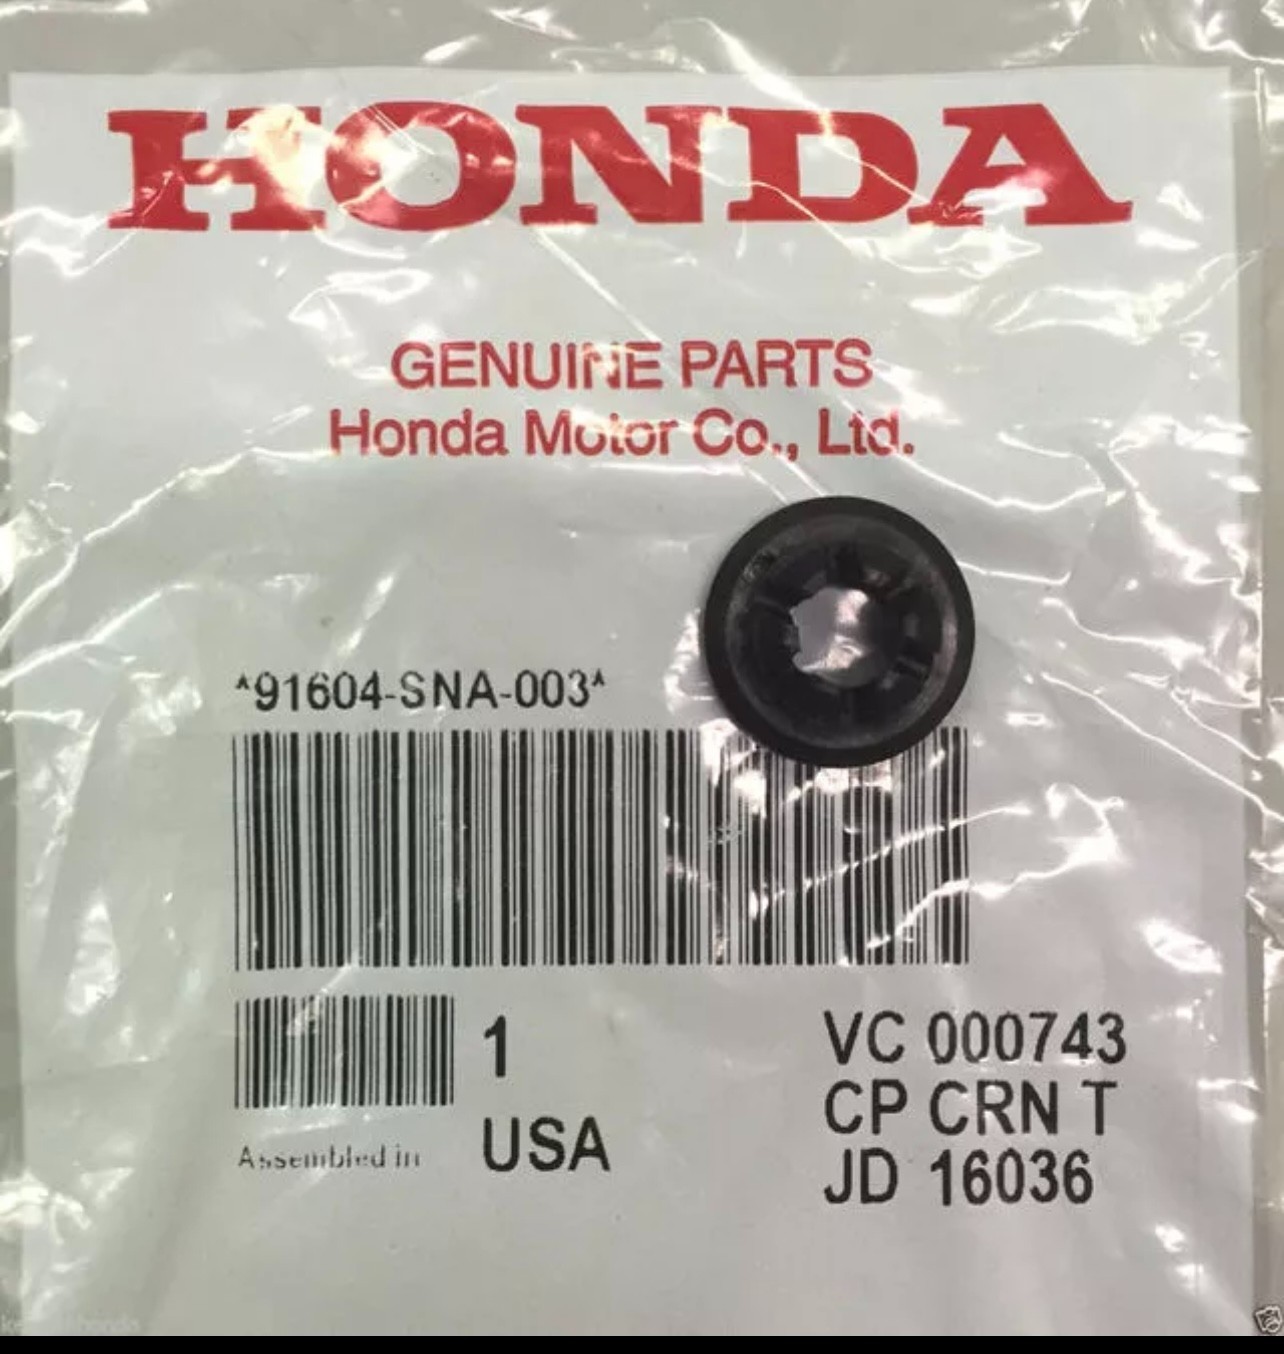 HONDA
GENUINE PARTS
Honda Motor Co., Ltd.
*91604-SNA-003*
1
USA
Assembled in
VC 000743
CP CRN T
JD 16036